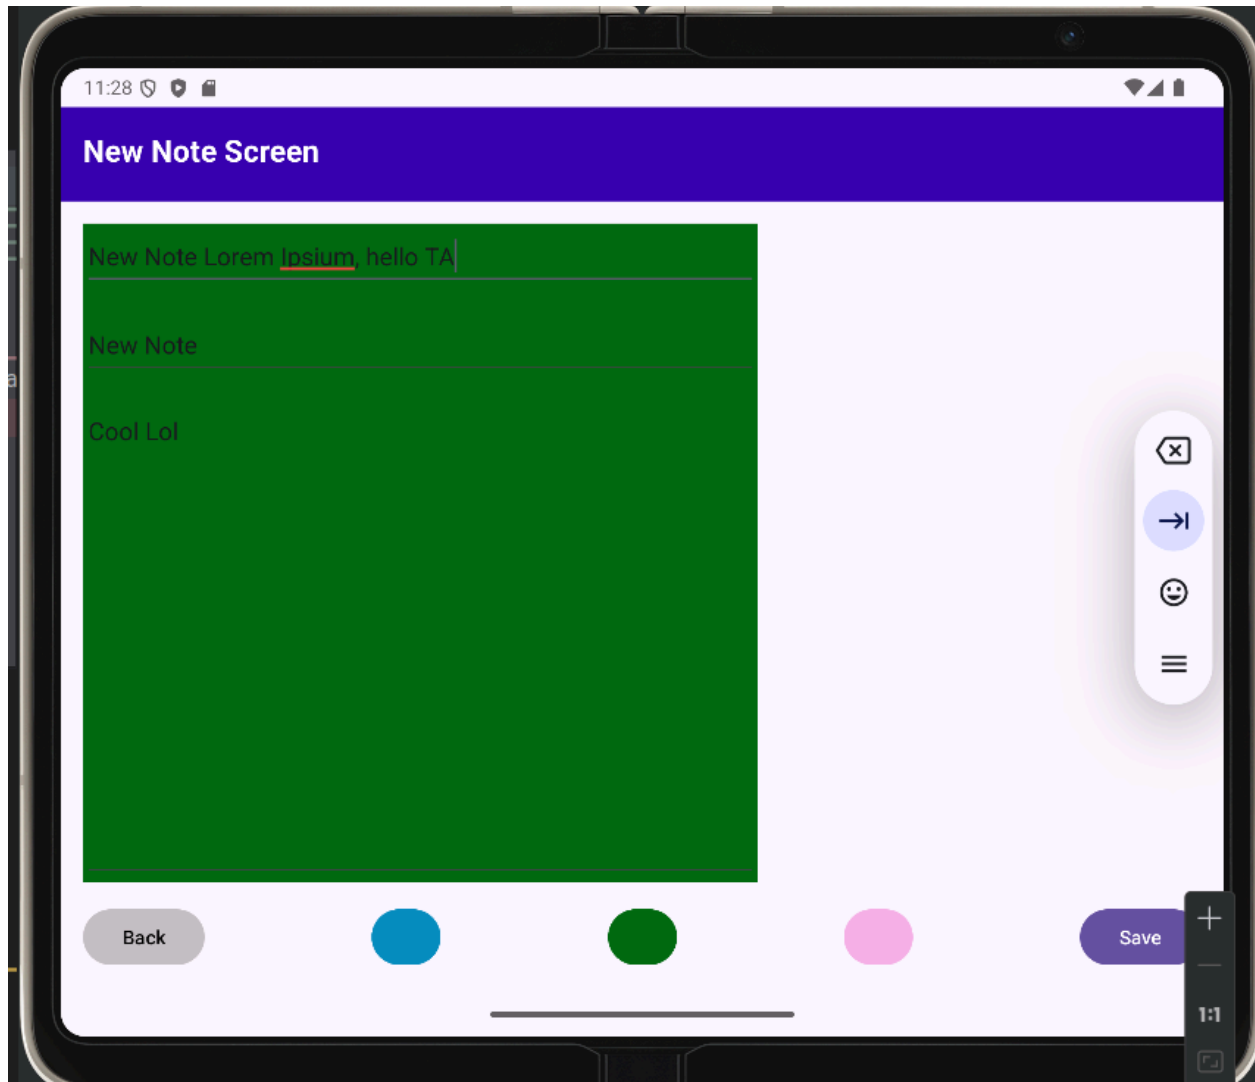 11:28
New Note Screen
New Note Lorem Ipsium, hello TA
New Note
Cool Lol
a
Back
Save
1:1